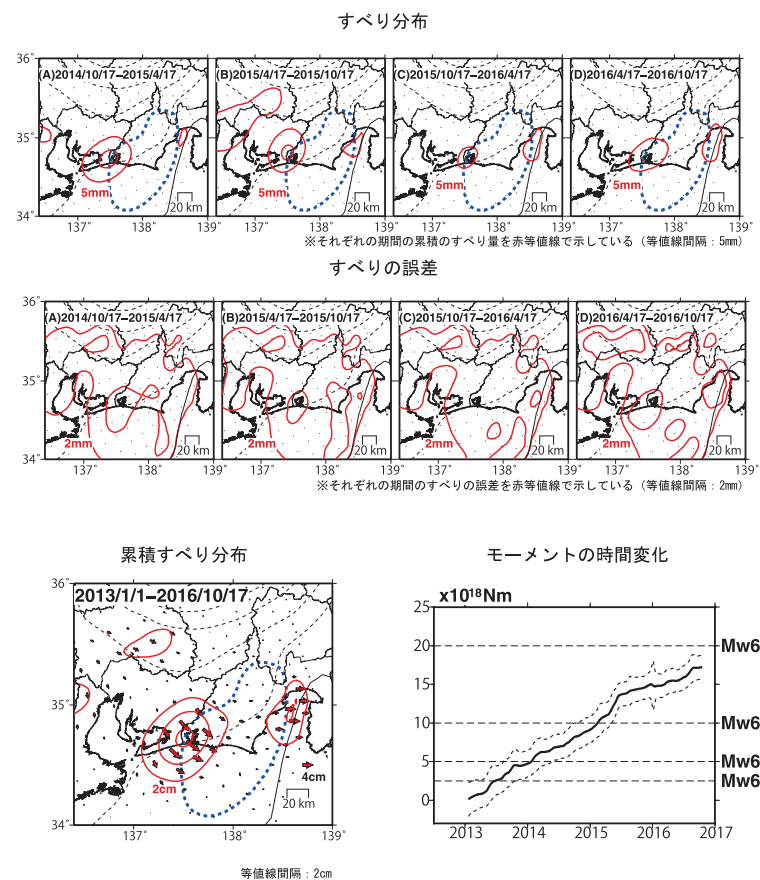 すべり分布
36°
35°
34°
(A)2014/10/17–2015/4/17
(B)2015/4/17–2015/10/17
(C)2015/10/17–2016/4/17
(D)2016/4/17–2016/10/17
5mm
5mm
5mm
5mm
20 km
20 km
20 km
20 km
137° 138° 139°
137° 138° 139°
137° 138° 139°
137° 138° 139°
※それぞれの期間の累積のすべり量を赤等値線で示している（等値線間隔：5mm）
すべりの誤差
36°
35°
34°
(A)2014/10/17–2015/4/17
(B)2015/4/17–2015/10/17
(C)2015/10/17–2016/4/17
(D)2016/4/17–2016/10/17
2mm
2mm
2mm
2mm
20 km
20 km
20 km
20 km
137° 138° 139°
137° 138° 139°
137° 138° 139°
137° 138° 139°
※それぞれの期間のすべりの誤差を赤等値線で示している（等値線間隔：2mm）
累積すべり分布
36°
35°
34°
2013/1/1–2016/10/17
2cm
4cm
20 km
137° 138° 139°
等値線間隔：2cm
モーメントの時間変化
x10¹⁸Nm
25
20
15
10
5
0
Mw6
Mw6
Mw6
Mw6
2013 2014 2015 2016 2017